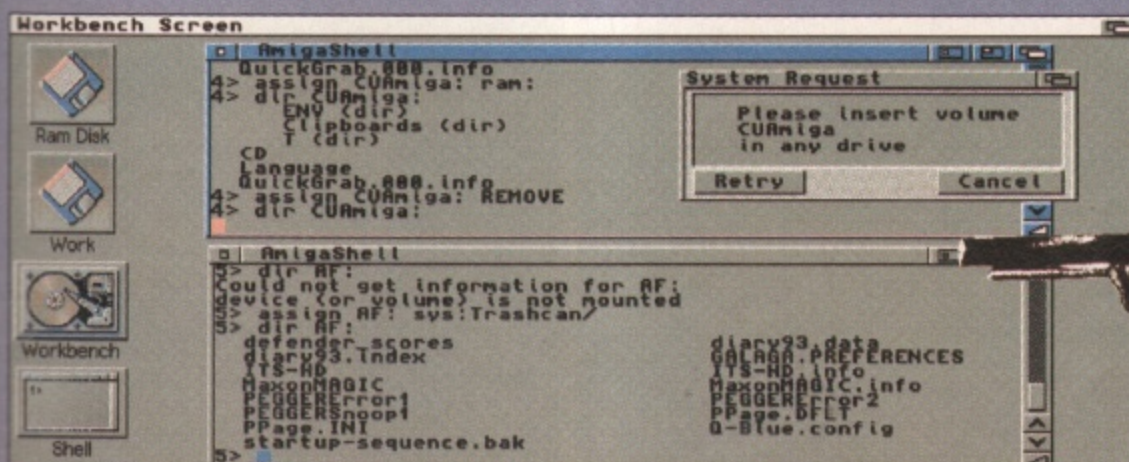 Workbench Screen
Ram Disk
Work
Workbench
Shell
AmigaShell
QuickGrab.000.info
4> assign CUAmiga: ram:
4> dir CUAmiga:
ENV (dir)
Clipboards (dir)
T (dir)
CD
Language
QuickGrab.000.info
4> assign CUAmiga: REMOVE
4> dir CUAmiga:
System Request
Please insert volume
CUAmiga
in any drive
Retry Cancel
AmigaShell
5> dir AF:
Could not get information for AF:
device (or volume) is not mounted
5> assign AF: sys:Trashcan/
5> dir AF:
defender_scores diary93.data
diary93.index GALAGA.PREFERENCES
ITS-HD ITS-HD.info
MaxonMAGIC MaxonMAGIC.info
PEGGERError1 PEGGERError2
PEGGERSnoop1 PPage.DFLT
PPage.INI Q-Blue.config
startup-sequence.bak
5>